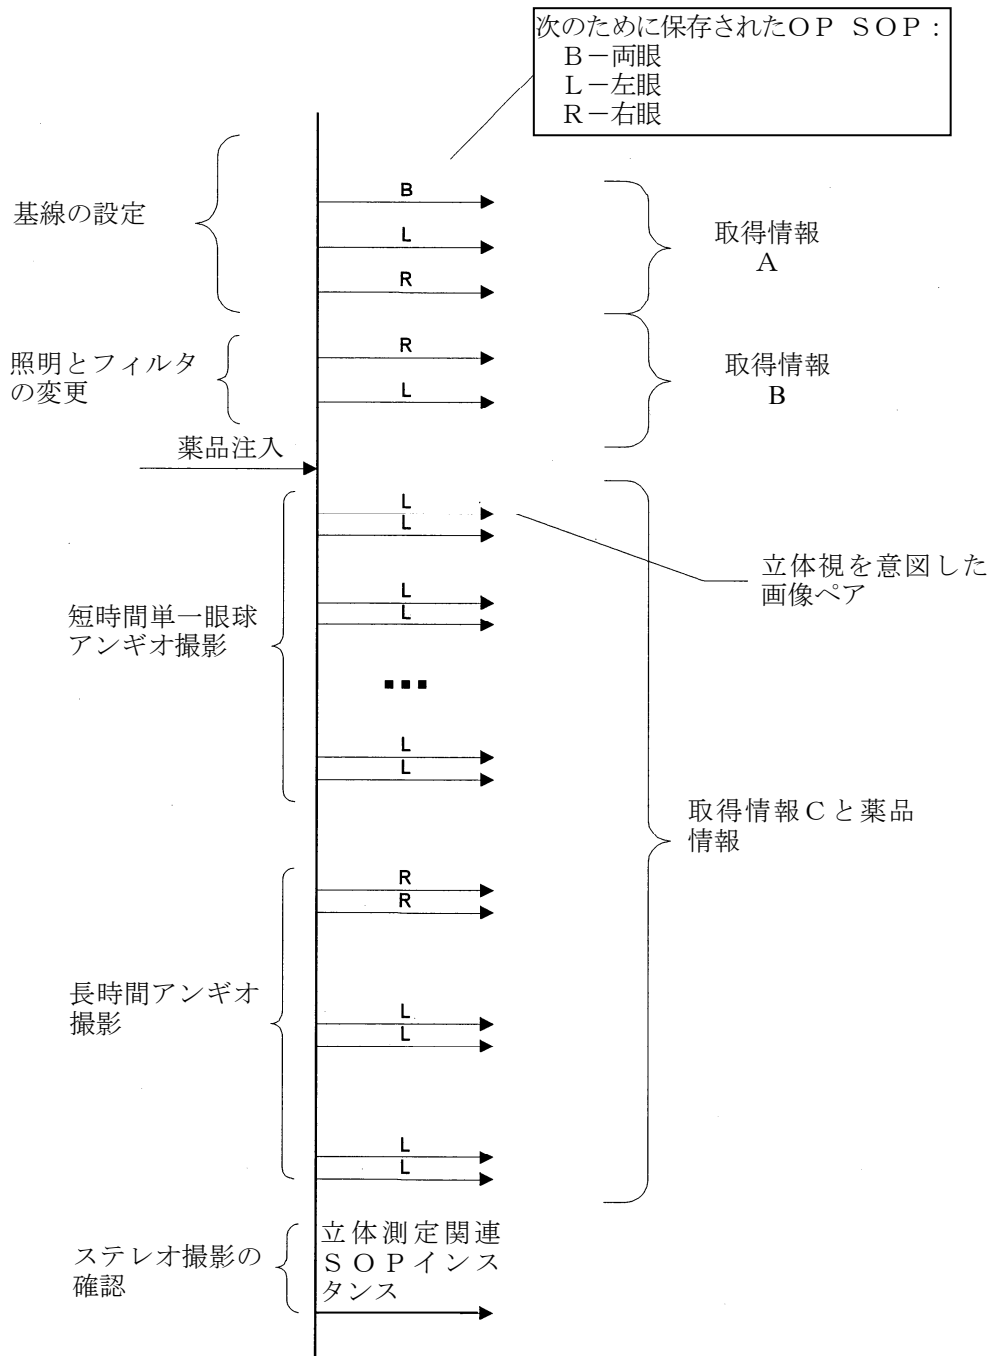 次のために保存されたOP SOP:
B-両眼
L-左眼
R-右眼
基線の設定
B
L
R
取得情報
A
照明とフィルタ
の変更
R
L
取得情報
B
薬品注入
L
L
立体視を意図した
画像ペア
短時間単一眼球
アンギオ撮影
L
L
L
L
取得情報Cと薬品
情報
R
R
長時間アンギオ
撮影
L
L
L
L
ステレオ撮影の
確認
立体測定関連
SOPインス
タンス